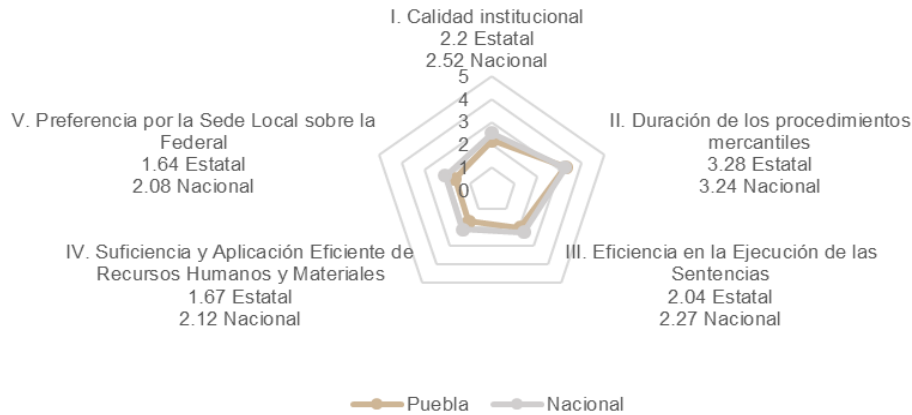 I. Calidad institucional
2.2 Estatal
2.52 Nacional
5
4
3
2
1
0
V. Preferencia por la Sede Local sobre la
Federal
1.64 Estatal
2.08 Nacional
II. Duración de los procedimientos
mercantiles
3.28 Estatal
3.24 Nacional
IV. Suficiencia y Aplicación Eficiente de
Recursos Humanos y Materiales
1.67 Estatal
2.12 Nacional
III. Eficiencia en la Ejecución de las
Sentencias
2.04 Estatal
2.27 Nacional
Puebla
Nacional